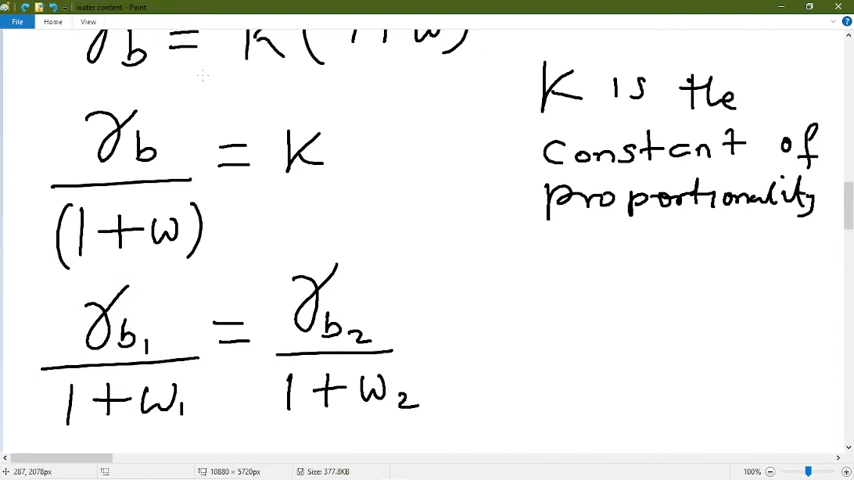 water content - Paint
File Home View
γb = K(1+w)
γb / (1+w) = K
K is the
constant of
proportionality
γb1 / 1+w1 = γb2 / 1+w2
287, 2078px 10880 × 5720px Size: 377.8KB 100%